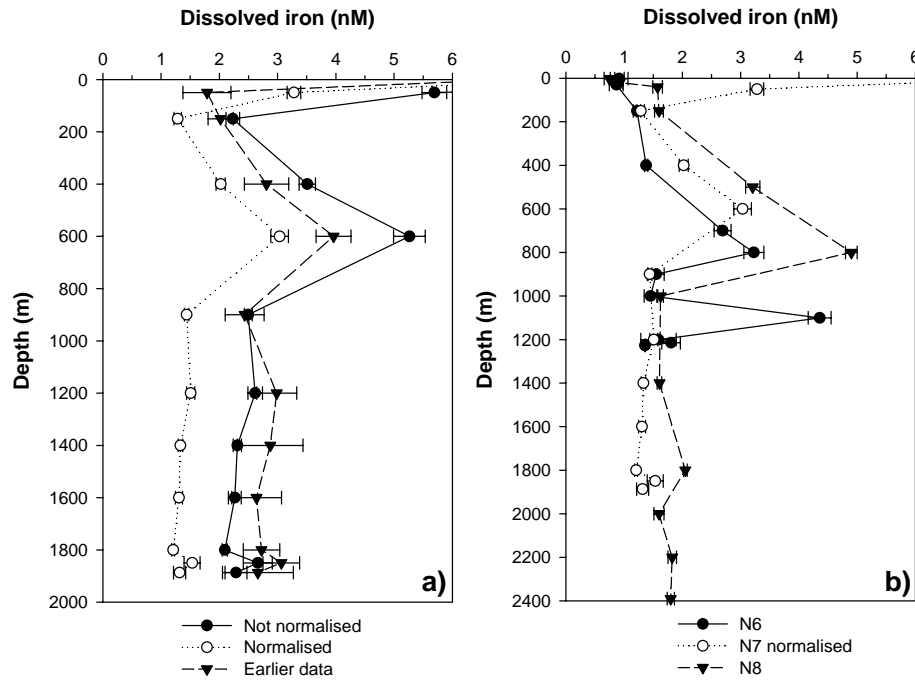 Dissolved iron (nM)
0 1 2 3 4 5 6
Depth (m)
0
200
400
600
800
1000
1200
1400
1600
1800
2000
a)
Not normalised
Normalised
Earlier data
Dissolved iron (nM)
0 1 2 3 4 5 6
Depth (m)
0
200
400
600
800
1000
1200
1400
1600
1800
2000
2200
2400
b)
N6
N7 normalised
N8